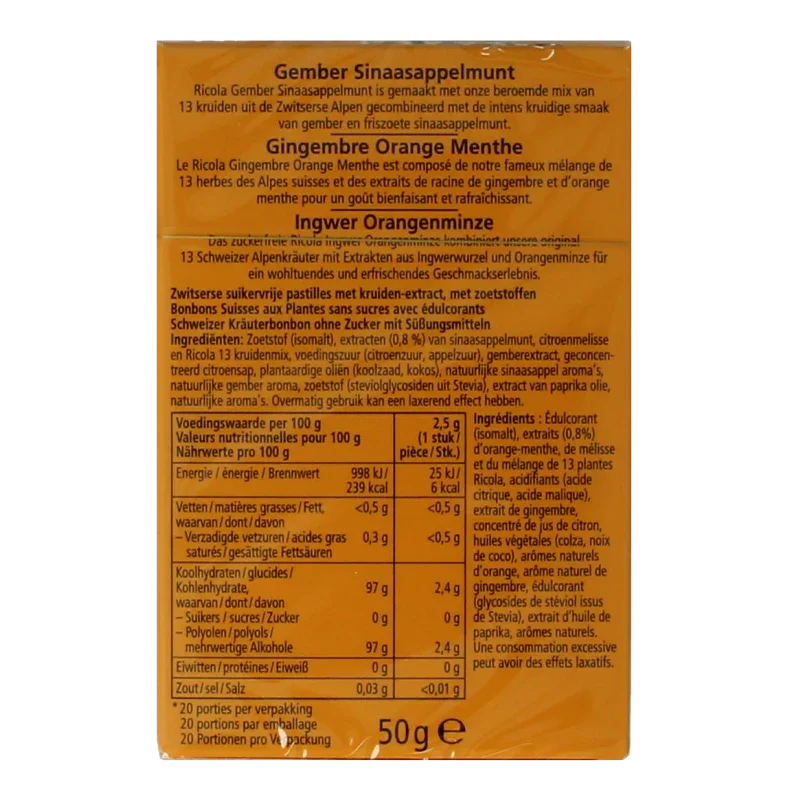 Gember Sinaasappelmunt
Ricola Gember Sinaasappelmunt is gemaakt met onze beroemde mix van
13 kruiden uit de Zwitserse Alpen gecombineerd met de intens kruidige smaak
van gember en friszoete sinaasappelmunt.
Gingembre Orange Menthe
Le Ricola Gingembre Orange Menthe est composé de notre fameux mélange de
13 herbes des Alpes suisses et des extraits de racine de gingembre et d'orange
menthe pour un goût bienfaisant et rafraîchissant.
Ingwer Orangenminze
Das zuckerfreie Ricola Ingwer Orangenminze kombiniert unsere original
13 Schweizer Alpenkräuter mit Extrakten aus Ingwerwurzel und Orangenminze für
ein wohltuendes und erfrischendes Geschmackserlebnis.
Zwitserse suikervrije pastilles met kruiden-extract, met zoetstoffen
Bonbons Suisses aux Plantes sans sucres avec édulcorants
Schweizer Kräuterbonbon ohne Zucker mit Süßungsmitteln
Ingrediënten: Zoetstof (isomalt), extracten (0,8 %) van sinaasappelmunt, citroenmelisse
en Ricola 13 kruidenmix, voedingszuur (citroenzuur, appelzuur), gemberextract, geconcen-
treerd citroensap, plantaardige oliën (koolzaad, kokos), natuurlijke sinaasappel aroma's,
natuurlijke gember aroma, zoetstof (steviolglycosiden uit Stevia), extract van paprika olie,
natuurlijke aroma's. Overmatig gebruik kan een laxerend effect hebben.
Voedingswaarde per 100 g 2,5 g
Valeurs nutritionnelles pour 100 g (1 stuk/
Nährwerte pro 100 g pièce/Stk.)
Energie/énergie/Brennwert 998 kJ/ 25 kJ/
239 kcal 6 kcal
Vetten/matières grasses/Fett, <0,5 g <0,5 g
waarvan/dont/davon
– Verzadigde vetzuren/acides gras 0,3 g <0,5 g
saturés/gesättigte Fettsäuren
Koolhydraten/glucides/
Kohlenhydrate, 97 g 2,4 g
waarvan/dont/davon
– Suikers/sucres/Zucker 0 g 0 g
– Polyolen/polyols/
mehrwertige Alkohole 97 g 2,4 g
Eiwitten/protéines/Eiweiß 0 g 0 g
Zout/sel/Salz 0,03 g <0,01 g
*20 porties per verpakking
20 portions par emballage
20 Portionen pro Verpackung
50 g e
Ingrédients : Édulcorant
(isomalt), extraits (0,8%)
d'orange-menthe, de mélisse
et du mélange de 13 plantes
Ricola, acidifiants (acide
citrique, acide malique),
extrait de gingembre,
concentré de jus de citron,
huiles végétales (colza, noix
de coco), arômes naturels
d'orange, arôme naturel de
gingembre, édulcorant
(glycosides de stéviol issus
de Stevia), extrait d'huile de
paprika, arômes naturels.
Une consommation excessive
peut avoir des effets laxatifs.